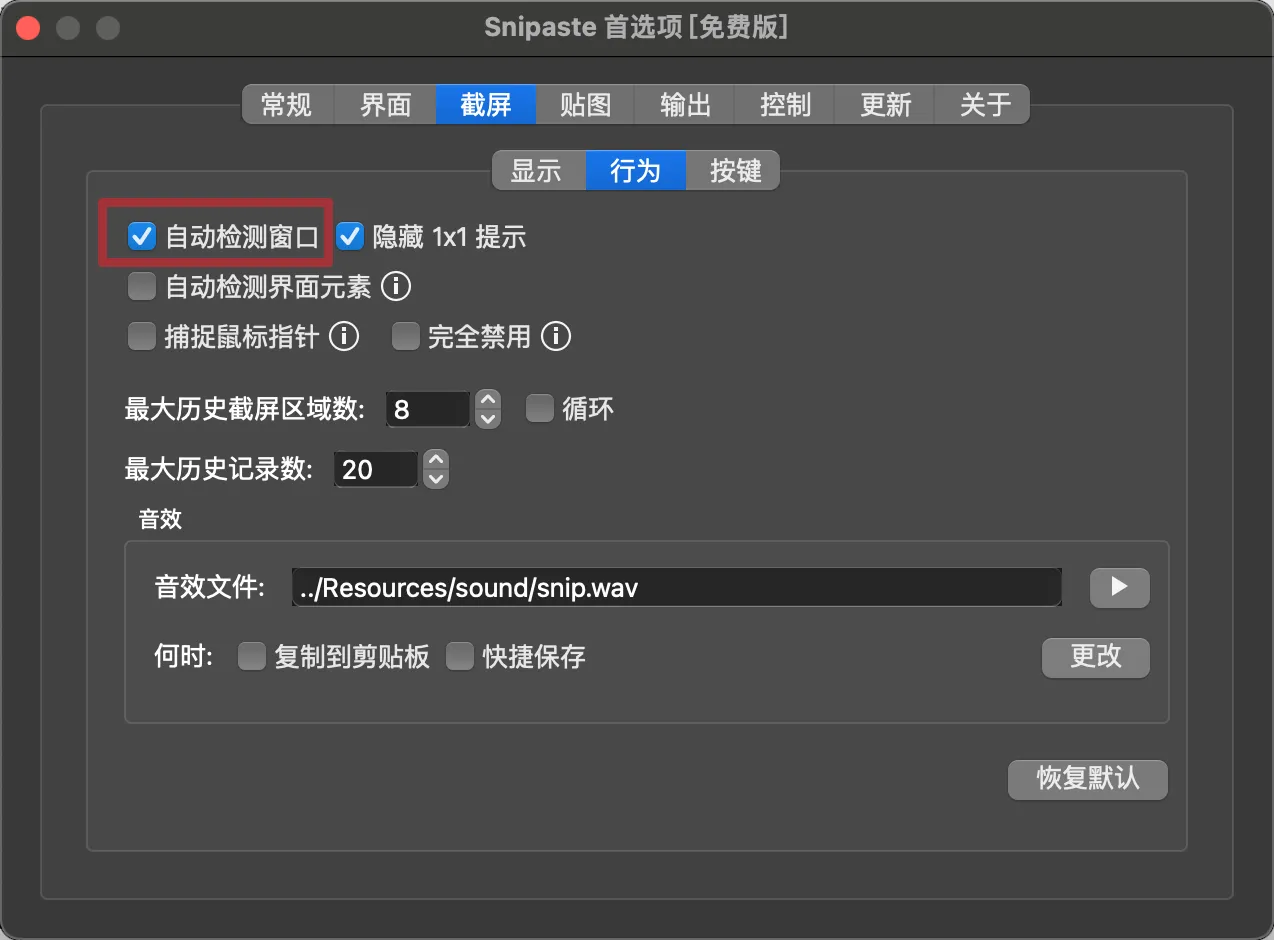 Snipaste 首选项 [免费版]
常规 界面 截屏 贴图 输出 控制 更新 关于
显示 行为 按键
自动检测窗口 隐藏 1x1 提示
自动检测界面元素
捕捉鼠标指针 完全禁用
最大历史截屏区域数: 8 循环
最大历史记录数: 20
音效
音效文件: ../Resources/sound/snip.wav
何时: 复制到剪贴板 快捷保存 更改
恢复默认